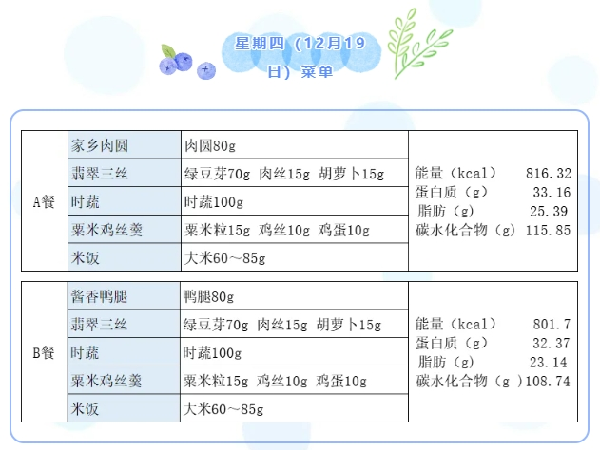 星期四（12月19
日）菜单
A餐
家乡肉圆 肉圆80g
翡翠三丝 绿豆芽70g 肉丝15g 胡萝卜15g
时蔬 时蔬100g
粟米鸡丝羹 粟米粒15g 鸡丝10g 鸡蛋10g
米饭 大米60～85g
能量（kcal） 816.32
蛋白质（g） 33.16
脂肪（g） 25.39
碳水化合物（g） 115.85
B餐
酱香鸭腿 鸭腿80g
翡翠三丝 绿豆芽70g 肉丝15g 胡萝卜15g
时蔬 时蔬100g
粟米鸡丝羹 粟米粒15g 鸡丝10g 鸡蛋10g
米饭 大米60～85g
能量（kcal） 801.7
蛋白质（g） 32.37
脂肪（g） 23.14
碳水化合物（g ）108.74